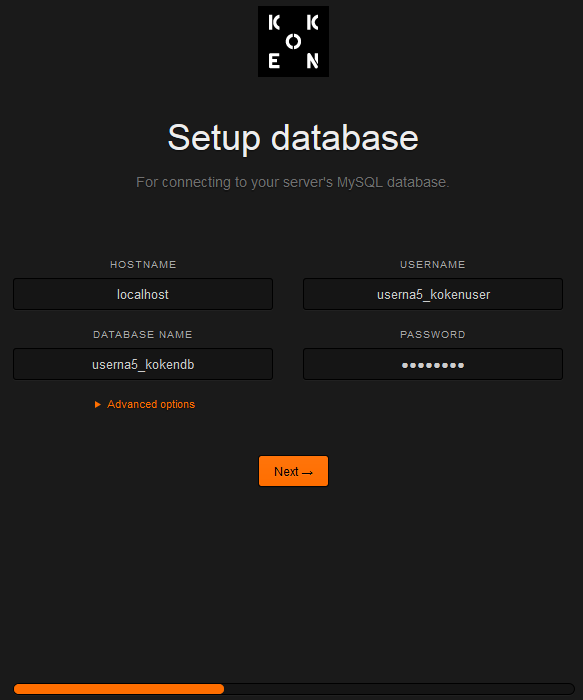 K K
O
E N
Setup database
For connecting to your server's MySQL database.
HOSTNAME
USERNAME
localhost
userna5_kokenuser
DATABASE NAME
PASSWORD
userna5_kokendb
••••••••
► Advanced options
Next →